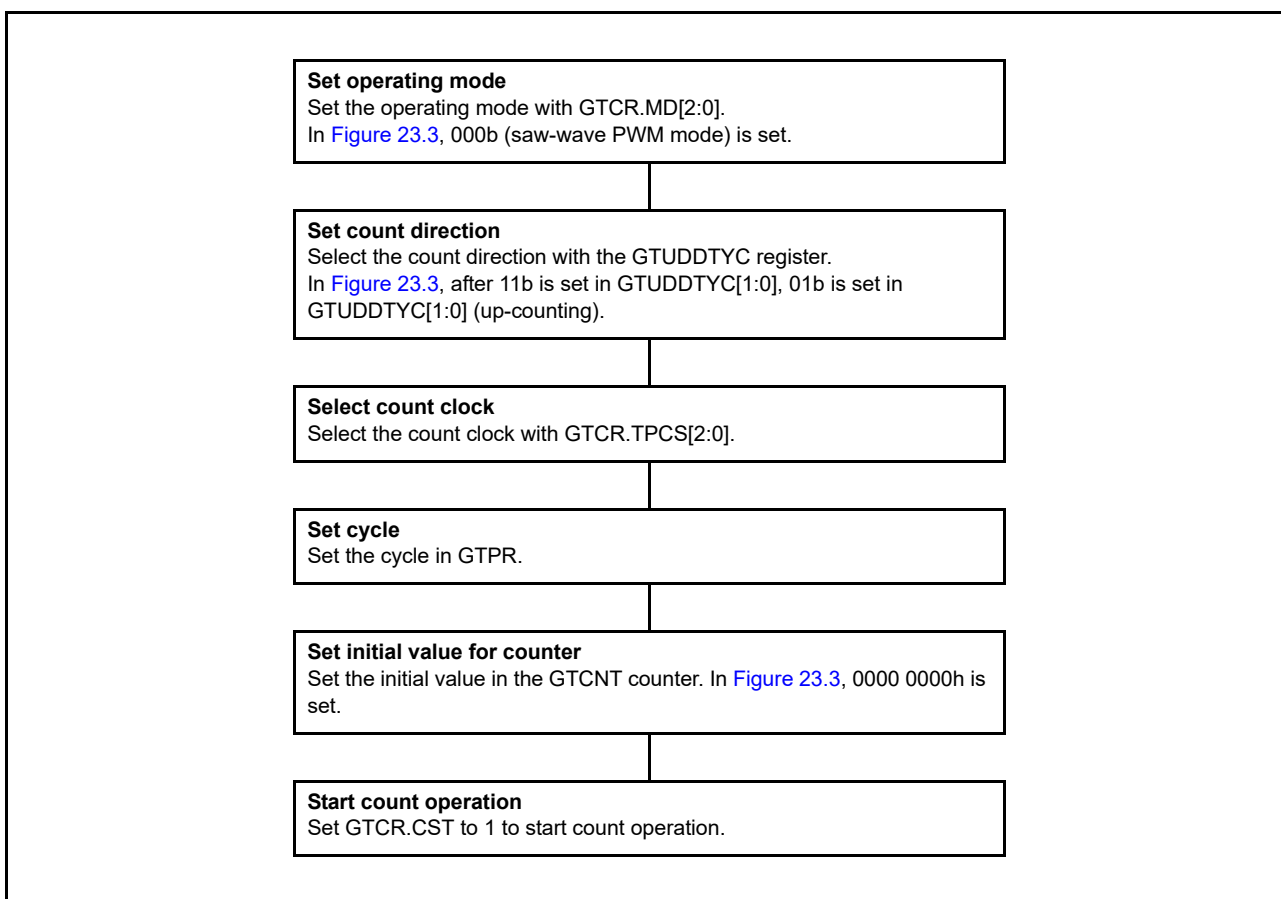 Set operating mode
Set the operating mode with GTCR.MD[2:0].
In Figure 23.3, 000b (saw-wave PWM mode) is set.
Set count direction
Select the count direction with the GTUDDTYC register.
In Figure 23.3, after 11b is set in GTUDDTYC[1:0], 01b is set in
GTUDDTYC[1:0] (up-counting).
Select count clock
Select the count clock with GTCR.TPCS[2:0].
Set cycle
Set the cycle in GTPR.
Set initial value for counter
Set the initial value in the GTCNT counter. In Figure 23.3, 0000 0000h is
set.
Start count operation
Set GTCR.CST to 1 to start count operation.